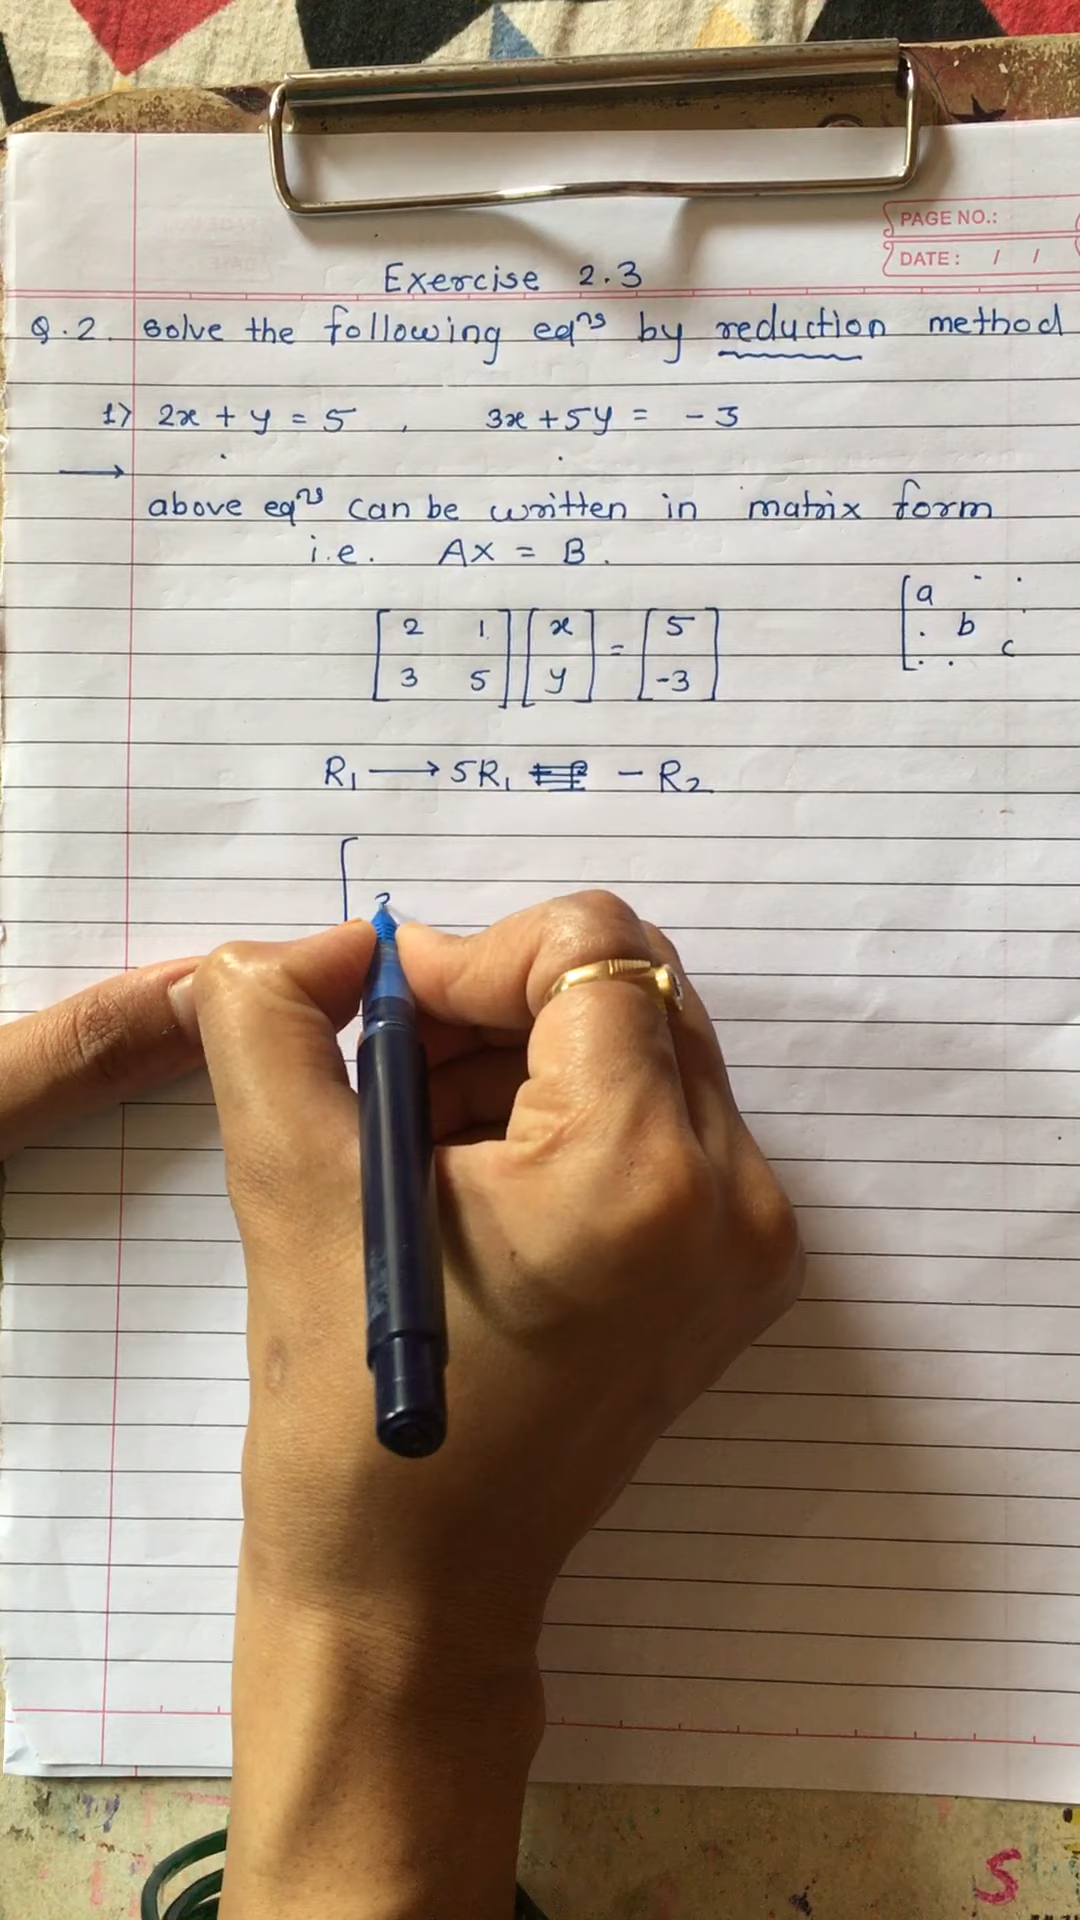 PAGE NO.:
DATE: / /
Exercise 2.3
Q.2. Solve the following eqⁿˢ by reduction method
1) 2x + y = 5 , 3x + 5y = -3
→
above eqⁿˢ can be written in matrix form
i.e. AX = B.
[2 1] [x] = [5]
[3 5] [y] [-3]
[a
. b
. . c
R₁ → 5R₁ - R₂
[
S